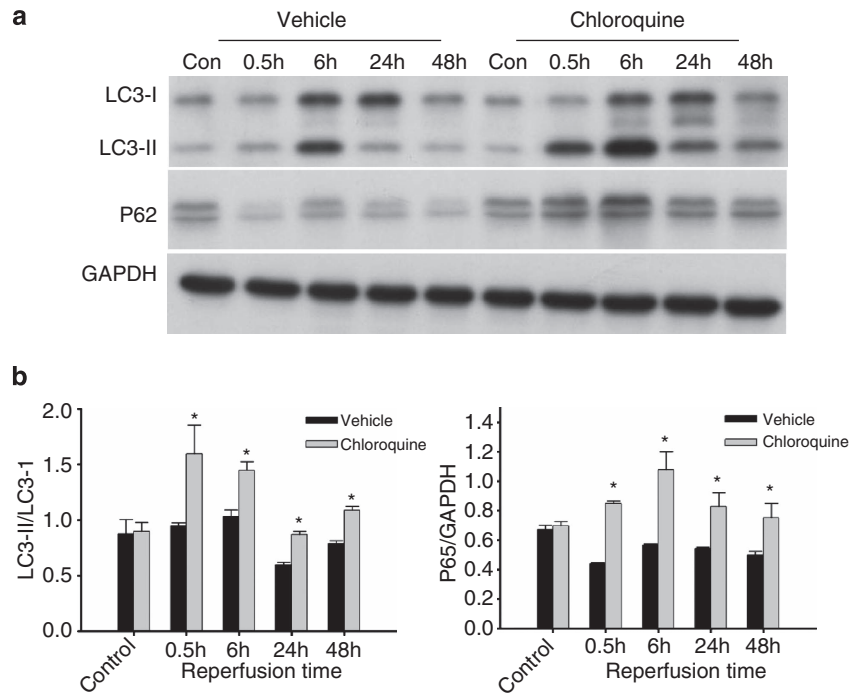 a
Vehicle Chloroquine
Con 0.5h 6h 24h 48h Con 0.5h 6h 24h 48h
LC3-I
LC3-II
P62
GAPDH
b
LC3-II/LC3-1
2.0
1.5
1.0
0.5
0.0
Vehicle
Chloroquine
* * * *
Control 0.5h 6h 24h 48h
Reperfusion time
P65/GAPDH
1.4
1.2
1.0
0.8
0.6
0.4
0.2
0.0
Vehicle
Chloroquine
* * * *
Control 0.5h 6h 24h 48h
Reperfusion time